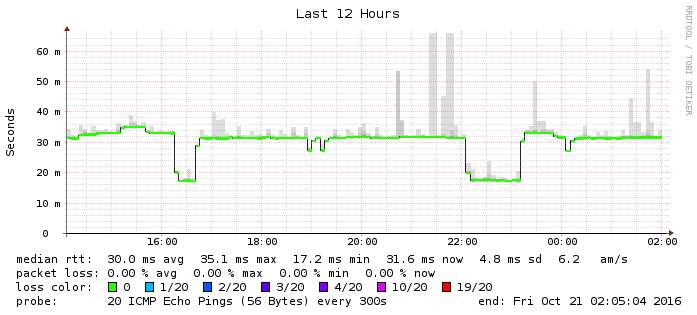 Last 12 Hours
RRDTOOL / TOBI OETIKER
Seconds
60 m
50 m
40 m
30 m
20 m
10 m
0
16:00 18:00 20:00 22:00 00:00 02:00
median rtt: 30.0 ms avg 35.1 ms max 17.2 ms min 31.6 ms now 4.8 ms sd 6.2 am/s
packet loss: 0.00 % avg 0.00 % max 0.00 % min 0.00 % now
loss color: 0 1/20 2/20 3/20 4/20 10/20 19/20
probe: 20 ICMP Echo Pings (56 Bytes) every 300s end: Fri Oct 21 02:05:04 2016